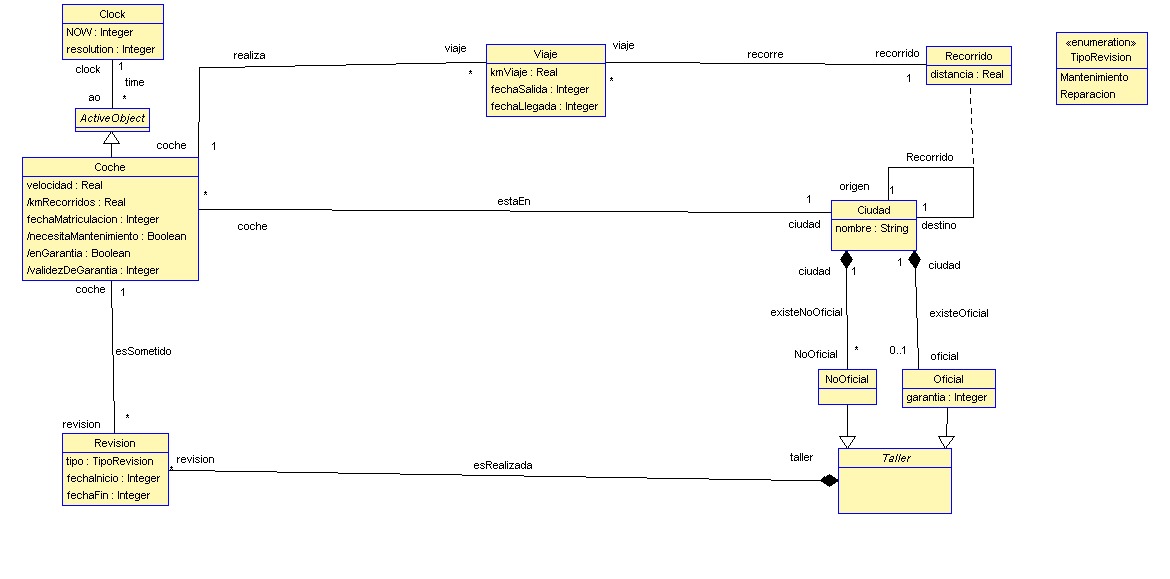 Clock
NOW : Integer
resolution : Integer
clock
1
time
ao
*
ActiveObject
realiza
viaje
*
Viaje
kmViaje : Real
fechaSalida : Integer
fechaLlegada : Integer
viaje
*
recorre
recorrido
1
Recorrido
distancia : Real
«enumeration»
TipoRevision
Mantenimiento
Reparacion
coche
1
Coche
velocidad : Real
/kmRecorridos : Real
fechaMatriculacion : Integer
/necesitaMantenimiento : Boolean
/enGarantia : Boolean
/validezDeGarantia : Integer
*
coche
estaEn
1
ciudad
Recorrido
origen
1
Ciudad
nombre : String
1
destino
ciudad
1
1
ciudad
existeNoOficial
existeOficial
NoOficial
*
0..1
oficial
NoOficial
Oficial
garantia : Integer
coche
1
esSometido
*
revision
Revision
tipo : TipoRevision
fechaInicio : Integer
fechaFin : Integer
*
revision
esRealizada
taller
Taller